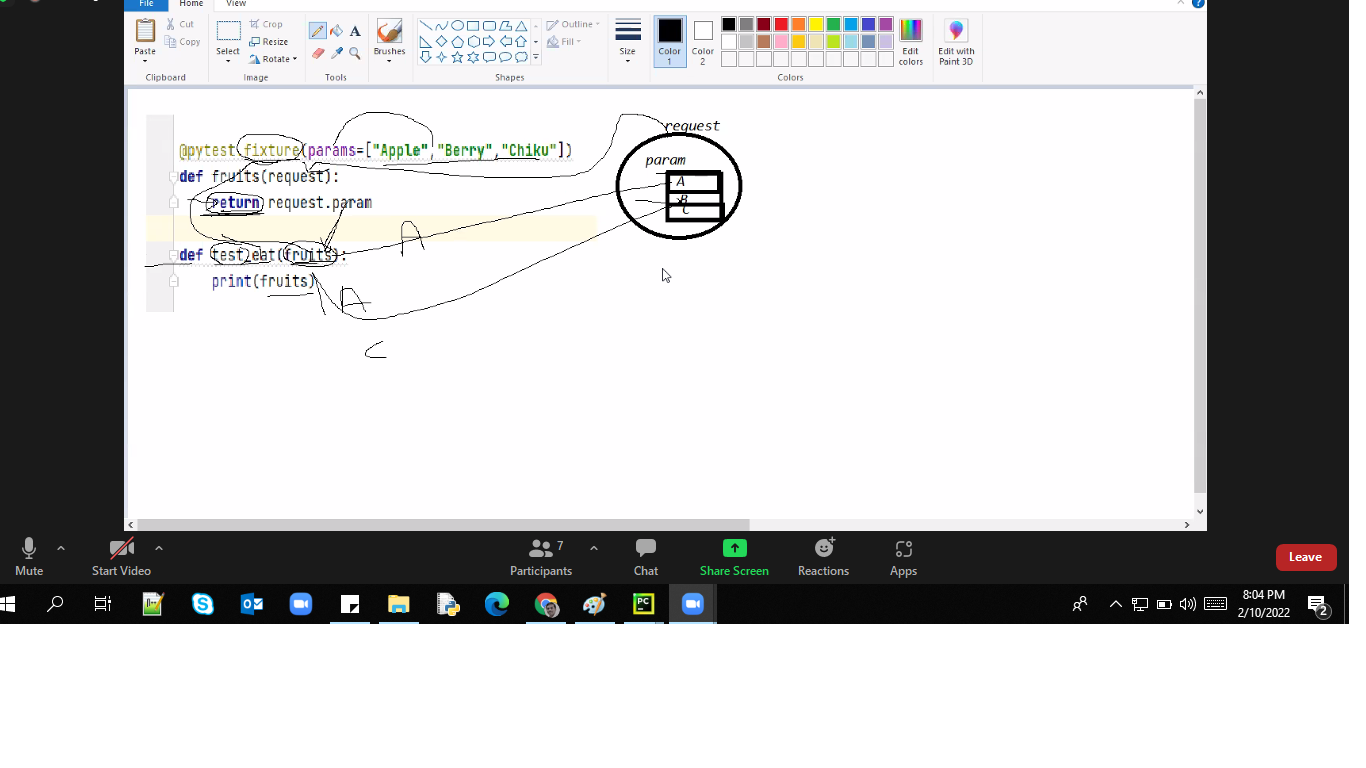 File Home View
Cut
Copy
Paste
Clipboard
Crop
Resize
Rotate
Select
Image
A
Tools
Brushes
Outline
Fill
Shapes
Size
Color 1
Color 2
Edit colors
Colors
Edit with Paint 3D
?
@pytest.fixture(params=["Apple","Berry","Chiku"])
def fruits(request):
return request.param
def test_eat(fruits):
print(fruits)
request
param
A
B
C
A
A
C
Mute
Start Video
Participants 7
Chat
Share Screen
Reactions
Apps
Leave
PC
8:04 PM
2/10/2022
2